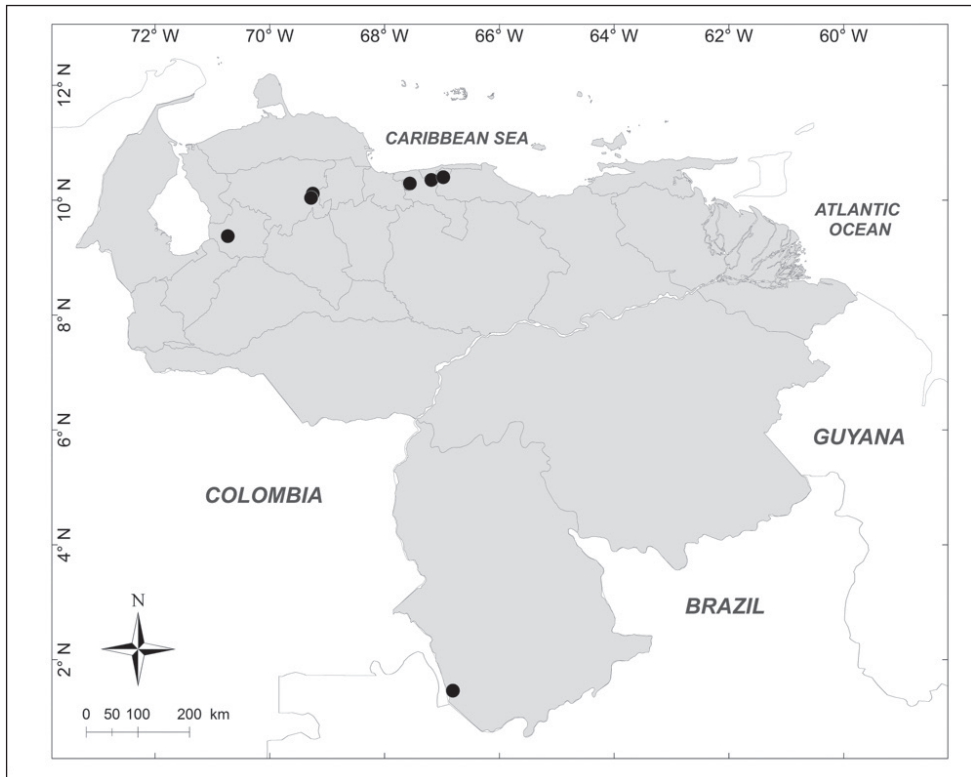 72° W 70° W 68° W 66° W 64° W 62° W 60° W
12° N
10° N
8° N
6° N
4° N
2° N
CARIBBEAN SEA
ATLANTIC
OCEAN
GUYANA
COLOMBIA
BRAZIL
N
0 50 100 200 km